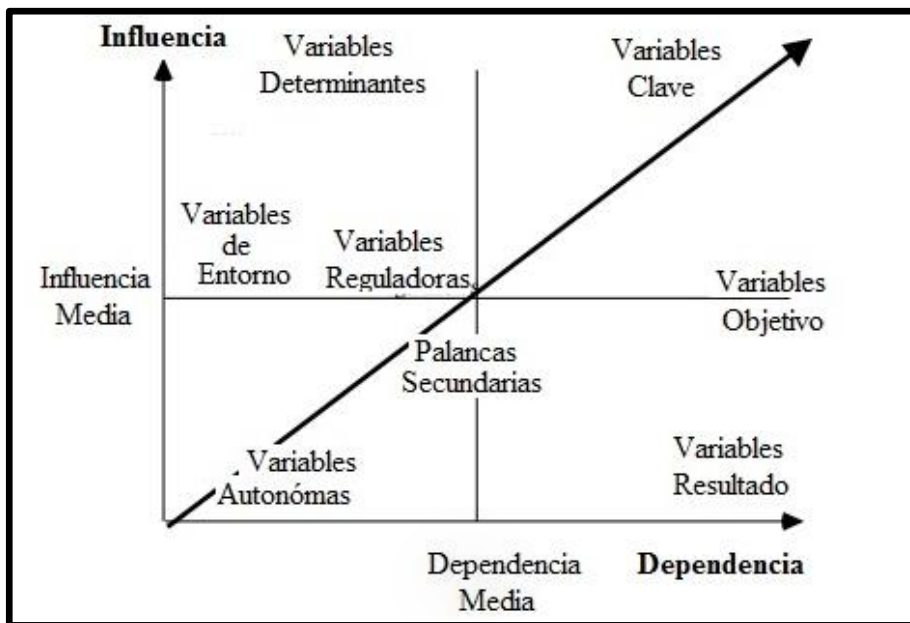 Influencia
Variables
Determinantes
Variables
Clave
Variables
de
Entorno
Variables
Reguladoras
Influencia
Media
Variables
Objetivo
Palancas
Secundarias
Variables
Autonómas
Variables
Resultado
Dependencia
Media
Dependencia